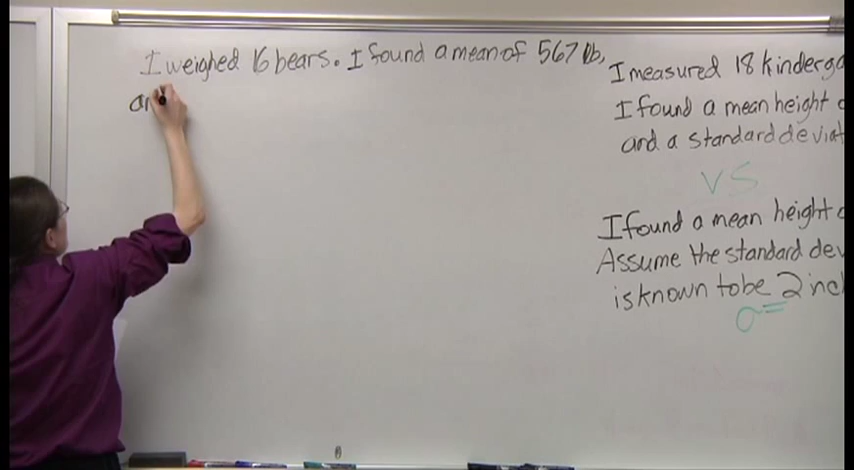 I weighed 16 bears. I found a mean of 567 lb,
an
I measured 18 kinderga
I found a mean height o
and a standard deviat
VS
I found a mean height o
Assume the standard dev
is known to be 2 inc
σ=